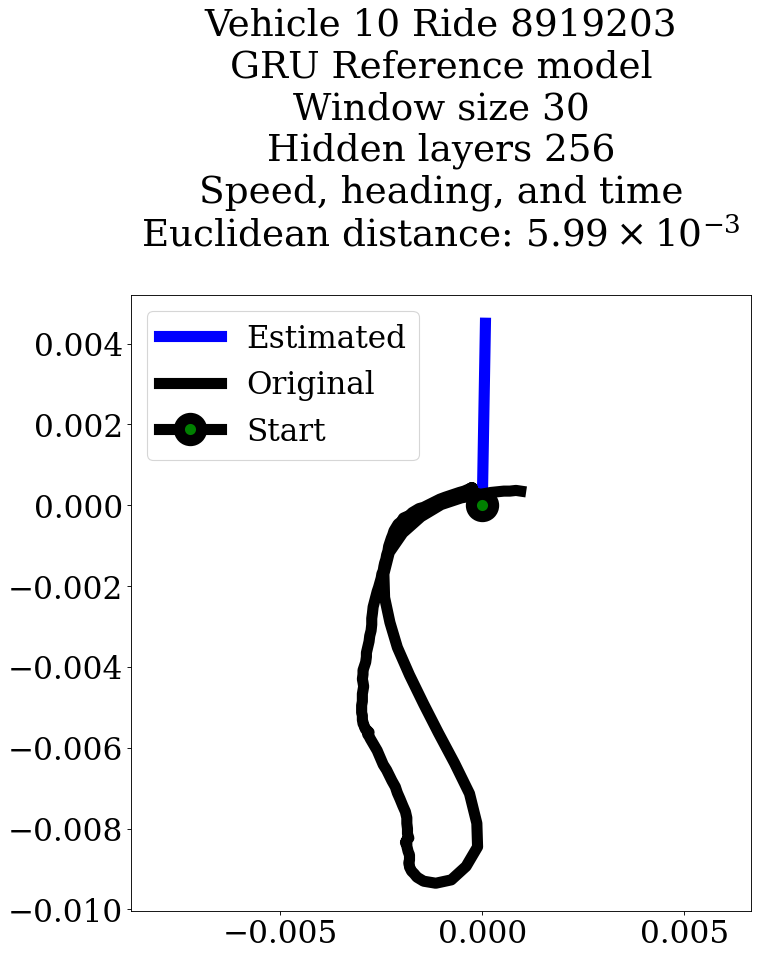 Vehicle 10 Ride 8919203
GRU Reference model
Window size 30
Hidden layers 256
Speed, heading, and time
Euclidean distance: 5.99 × 10⁻³
Estimated
Original
Start
0.004
0.002
0.000
−0.002
−0.004
−0.006
−0.008
−0.010
−0.005 0.000 0.005